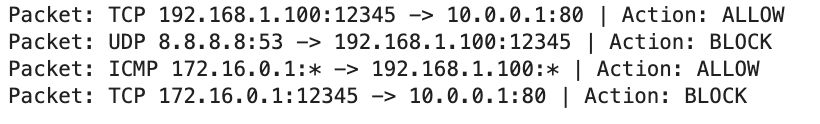 Packet: TCP 192.168.1.100:12345 -> 10.0.0.1:80 | Action: ALLOW
Packet: UDP 8.8.8.8:53 -> 192.168.1.100:12345 | Action: BLOCK
Packet: ICMP 172.16.0.1:* -> 192.168.1.100:* | Action: ALLOW
Packet: TCP 172.16.0.1:12345 -> 10.0.0.1:80 | Action: BLOCK